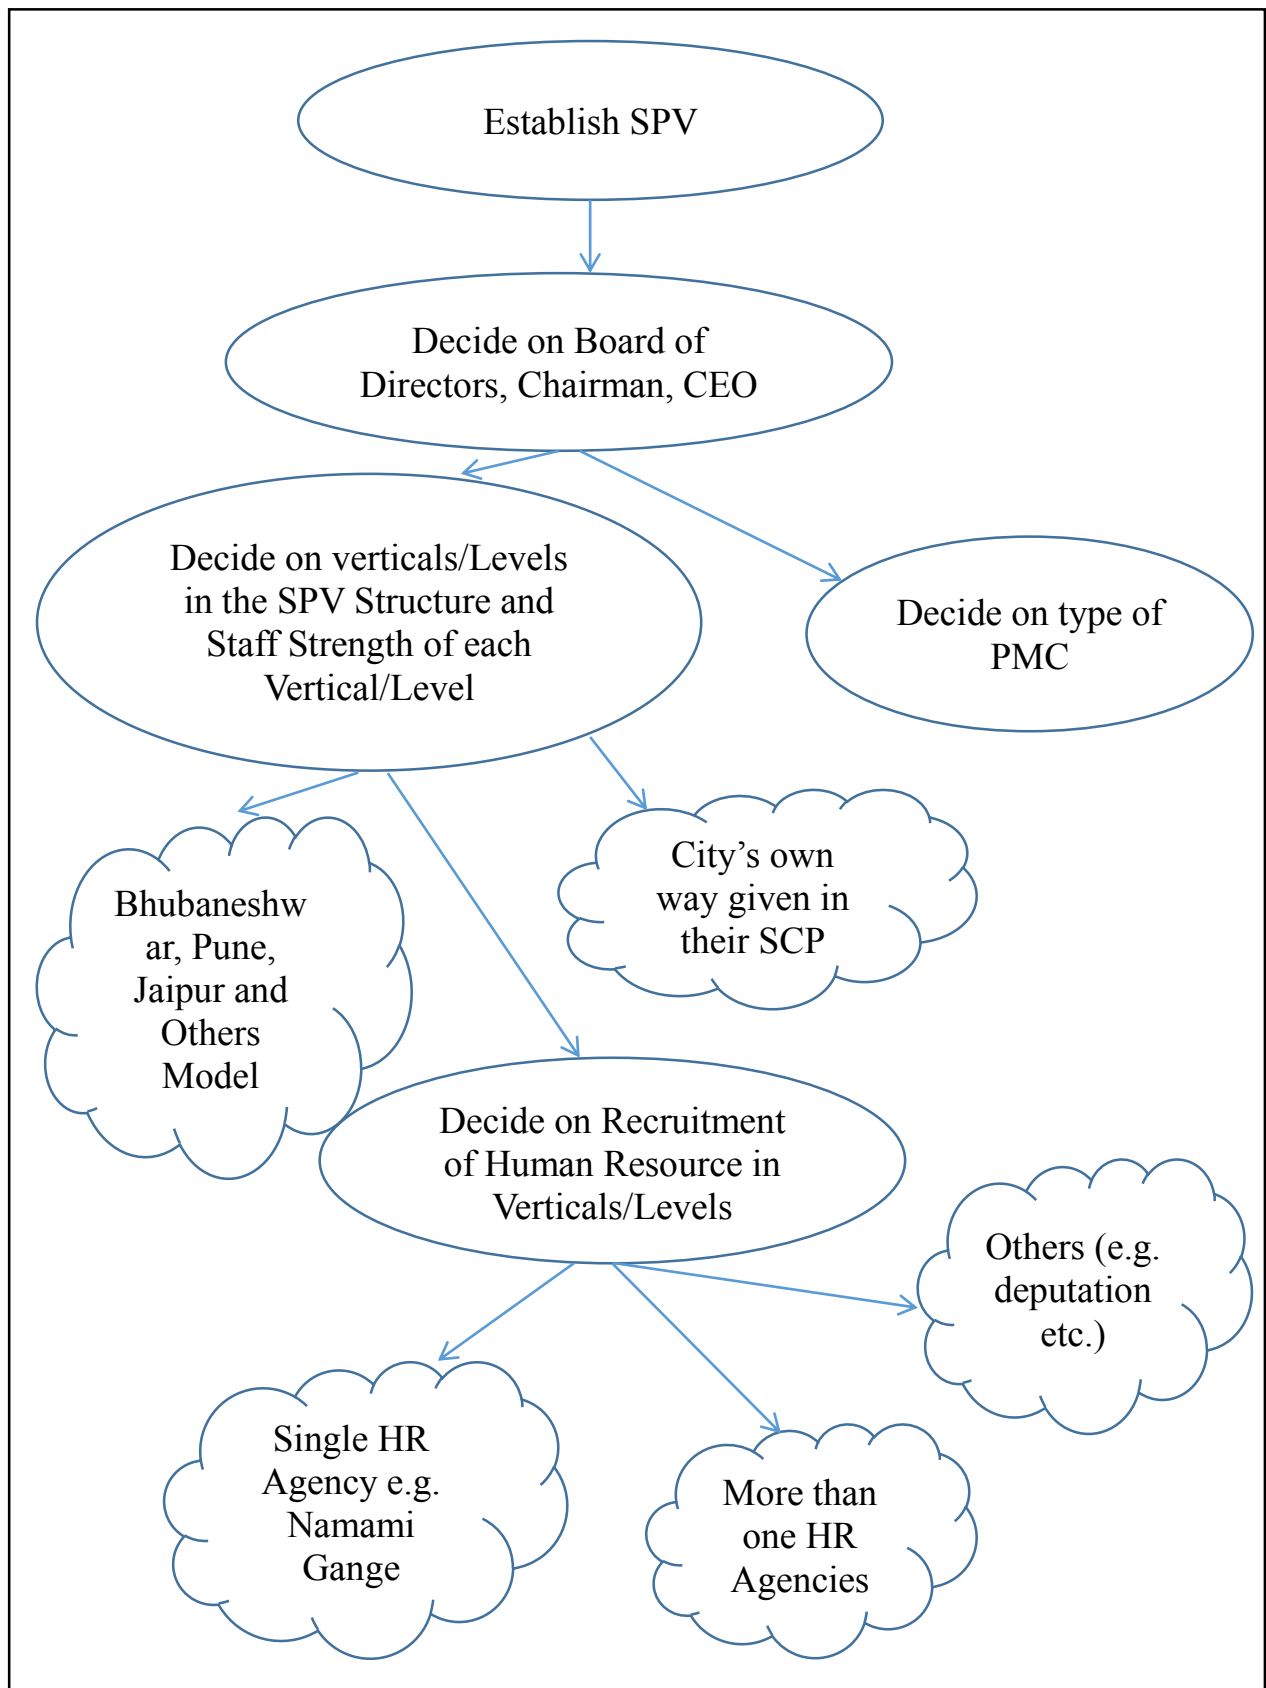 Establish SPV
Decide on Board of
Directors, Chairman, CEO
Decide on verticals/Levels
in the SPV Structure and
Staff Strength of each
Vertical/Level
Decide on type of
PMC
City’s own
way given in
their SCP
Bhubaneshw
ar, Pune,
Jaipur and
Others
Model
Decide on Recruitment
of Human Resource in
Verticals/Levels
Others (e.g.
deputation
etc.)
Single HR
Agency e.g.
Namami
Gange
More than
one HR
Agencies